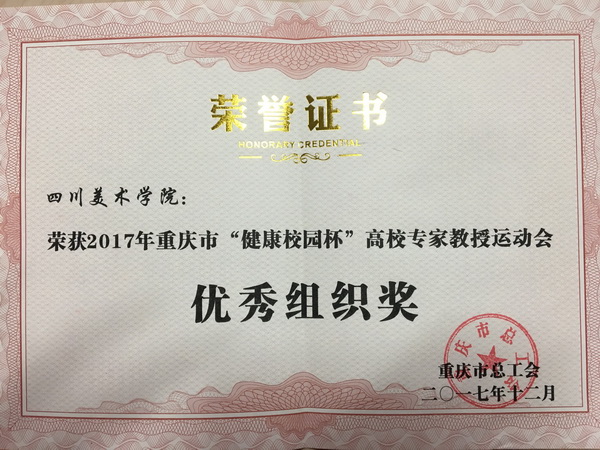 荣誉证书
HONORARY CREDENTIAL
四川美术学院：
荣获2017年重庆市“健康校园杯”高校专家教授运动会
优秀组织奖
重庆市总工会
二〇一七年十二月